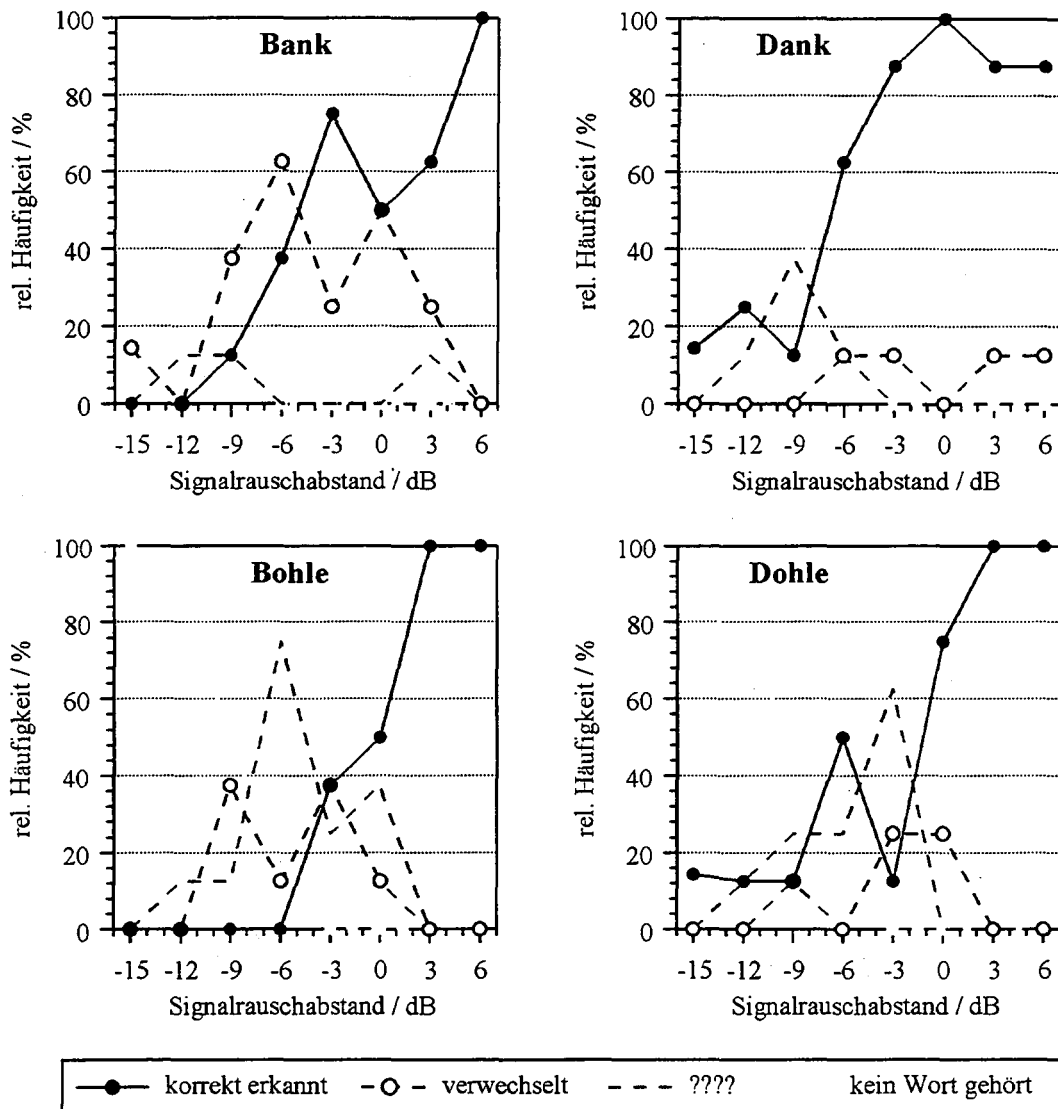 Bank
rel. Häufigkeit / %
100
80
60
40
20
0
-15 -12 -9 -6 -3 0 3 6
Signalrauschabstand / dB
Dank
rel. Häufigkeit / %
100
80
60
40
20
0
-15 -12 -9 -6 -3 0 3 6
Signalrauschabstand / dB
Bohle
rel. Häufigkeit / %
100
80
60
40
20
0
-15 -12 -9 -6 -3 0 3 6
Signalrauschabstand / dB
Dohle
rel. Häufigkeit / %
100
80
60
40
20
0
-15 -12 -9 -6 -3 0 3 6
Signalrauschabstand / dB
korrekt erkannt verwechselt ???? kein Wort gehört